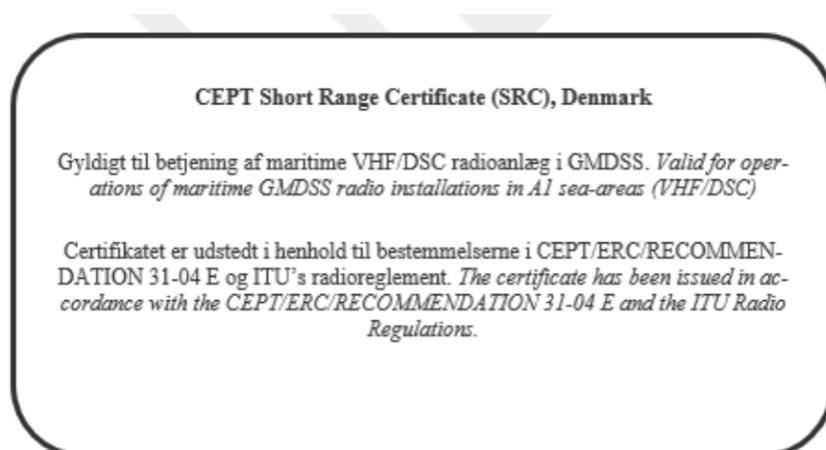 CEPT Short Range Certificate (SRC), Denmark
Gyldigt til betjening af maritime VHF/DSC radioanlæg i GMDSS. Valid for oper-
ations of maritime GMDSS radio installations in A1 sea-areas (VHF/DSC)
Certifikatet er udstedt i henhold til bestemmelserne i CEPT/ERC/RECOMMEN-
DATION 31-04 E og ITU's radioreglement. The certificate has been issued in ac-
cordance with the CEPT/ERC/RECOMMENDATION 31-04 E and the ITU Radio
Regulations.